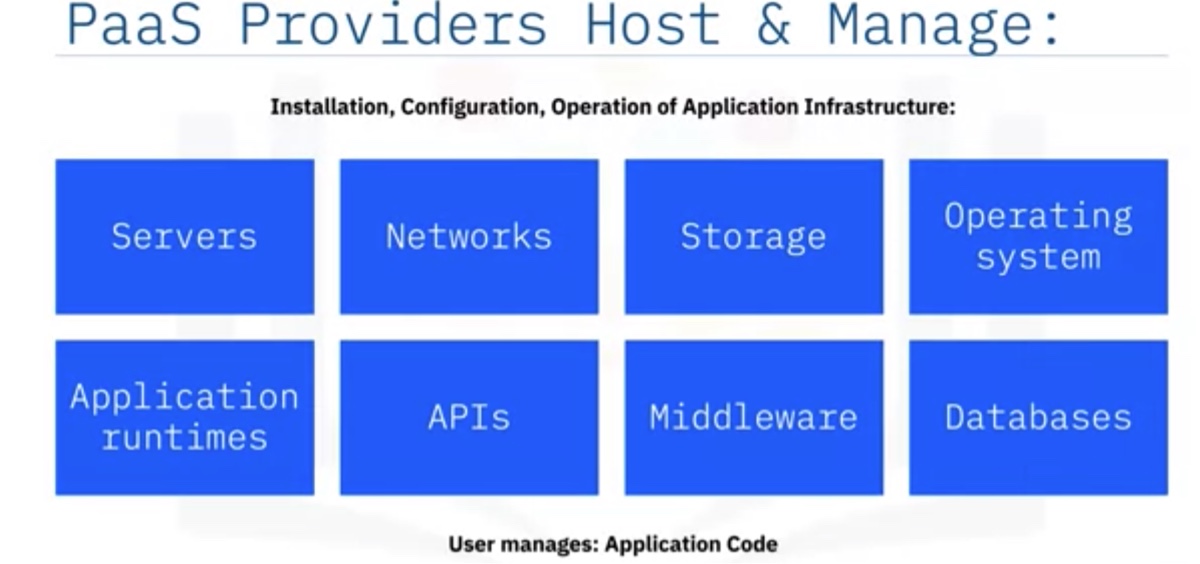 PaaS Providers Host & Manage:
Installation, Configuration, Operation of Application Infrastructure:
Servers
Networks
Storage
Operating
system
Application
runtimes
APIs
Middleware
Databases
User manages: Application Code